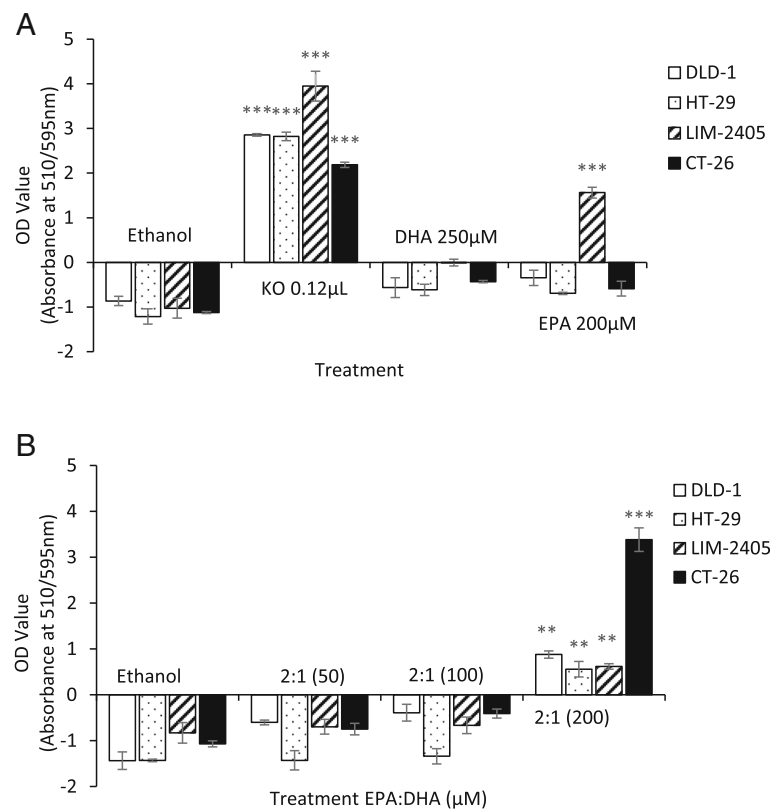 A
5
4
3
2
1
0
-1
-2
OD Value
(Absorbance at 510/595nm)
***
***
***
***
***
Ethanol
KO 0.12µL
DHA 250µM
EPA 200µM
Treatment
DLD-1
HT-29
LIM-2405
CT-26
B
5
4
3
2
1
0
-1
-2
OD Value
(Absorbance at 510/595nm)
**
**
**
***
Ethanol
2:1 (50)
2:1 (100)
2:1 (200)
Treatment EPA:DHA (µM)
DLD-1
HT-29
LIM-2405
CT-26